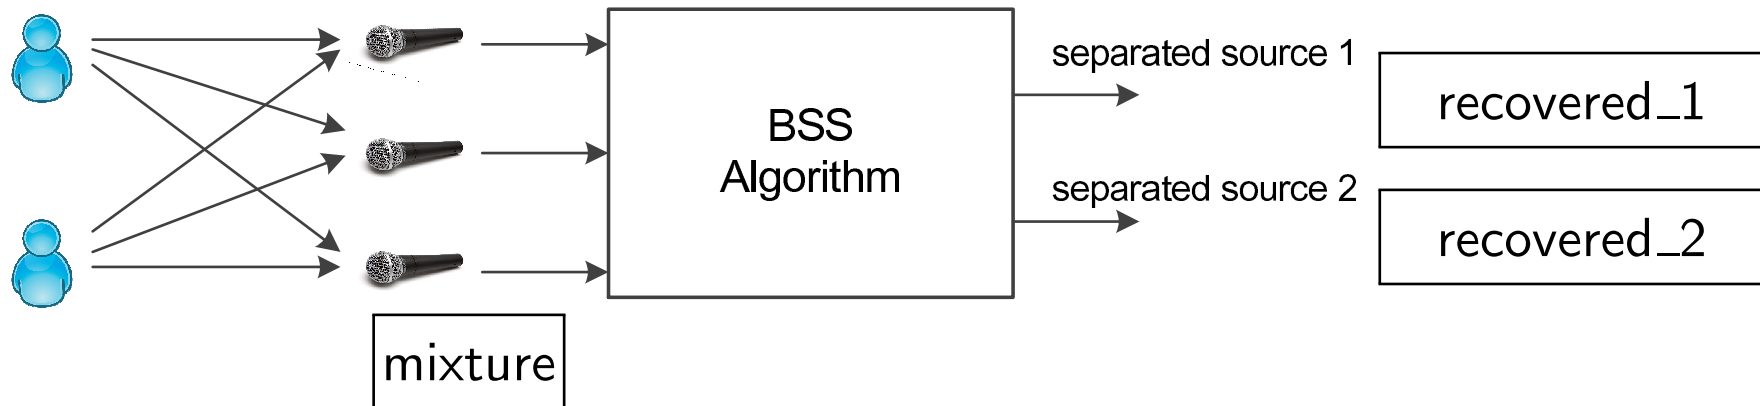 separated source 1
recovered_1
BSS
Algorithm
separated source 2
recovered_2
mixture